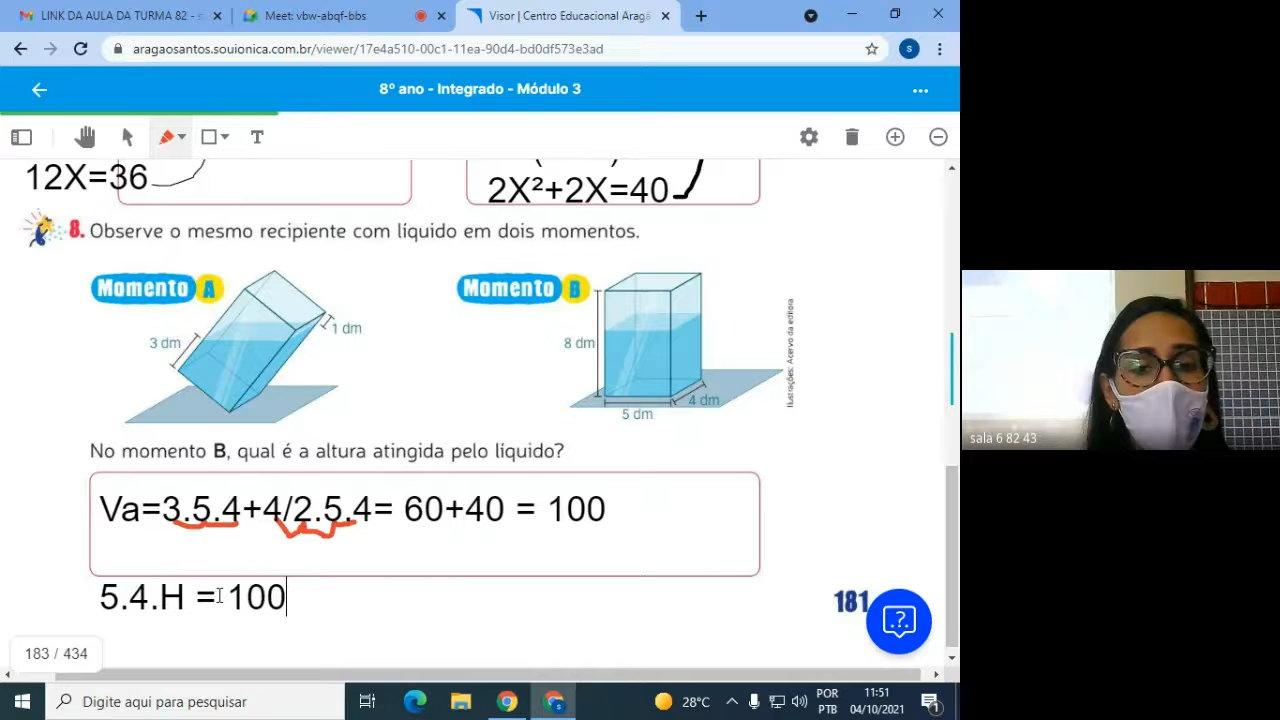 LINK DA AULA DA TURMA 82 - s
Meet: vbw-abqf-bbs
Visor | Centro Educacional Aragã
aragaosantos.souionica.com.br/viewer/17e4a510-00c1-11ea-90d4-bd0df573e3ad
S
8º ano - Integrado - Módulo 3
T
12X=36
2X²+2X=40
8. Observe o mesmo recipiente com líquido em dois momentos.
Momento A
Momento B
3 dm
1 dm
8 dm
4 dm
5 dm
Ilustrações: Acervo da editora
No momento B, qual é a altura atingida pelo líquido?
Va=3.5.4+4/2.5.4= 60+40 = 100
5.4.H = 100
181
183 / 434
sala 6 82 43
Digite aqui para pesquisar
28°C
POR
PTB
11:51
04/10/2021
1